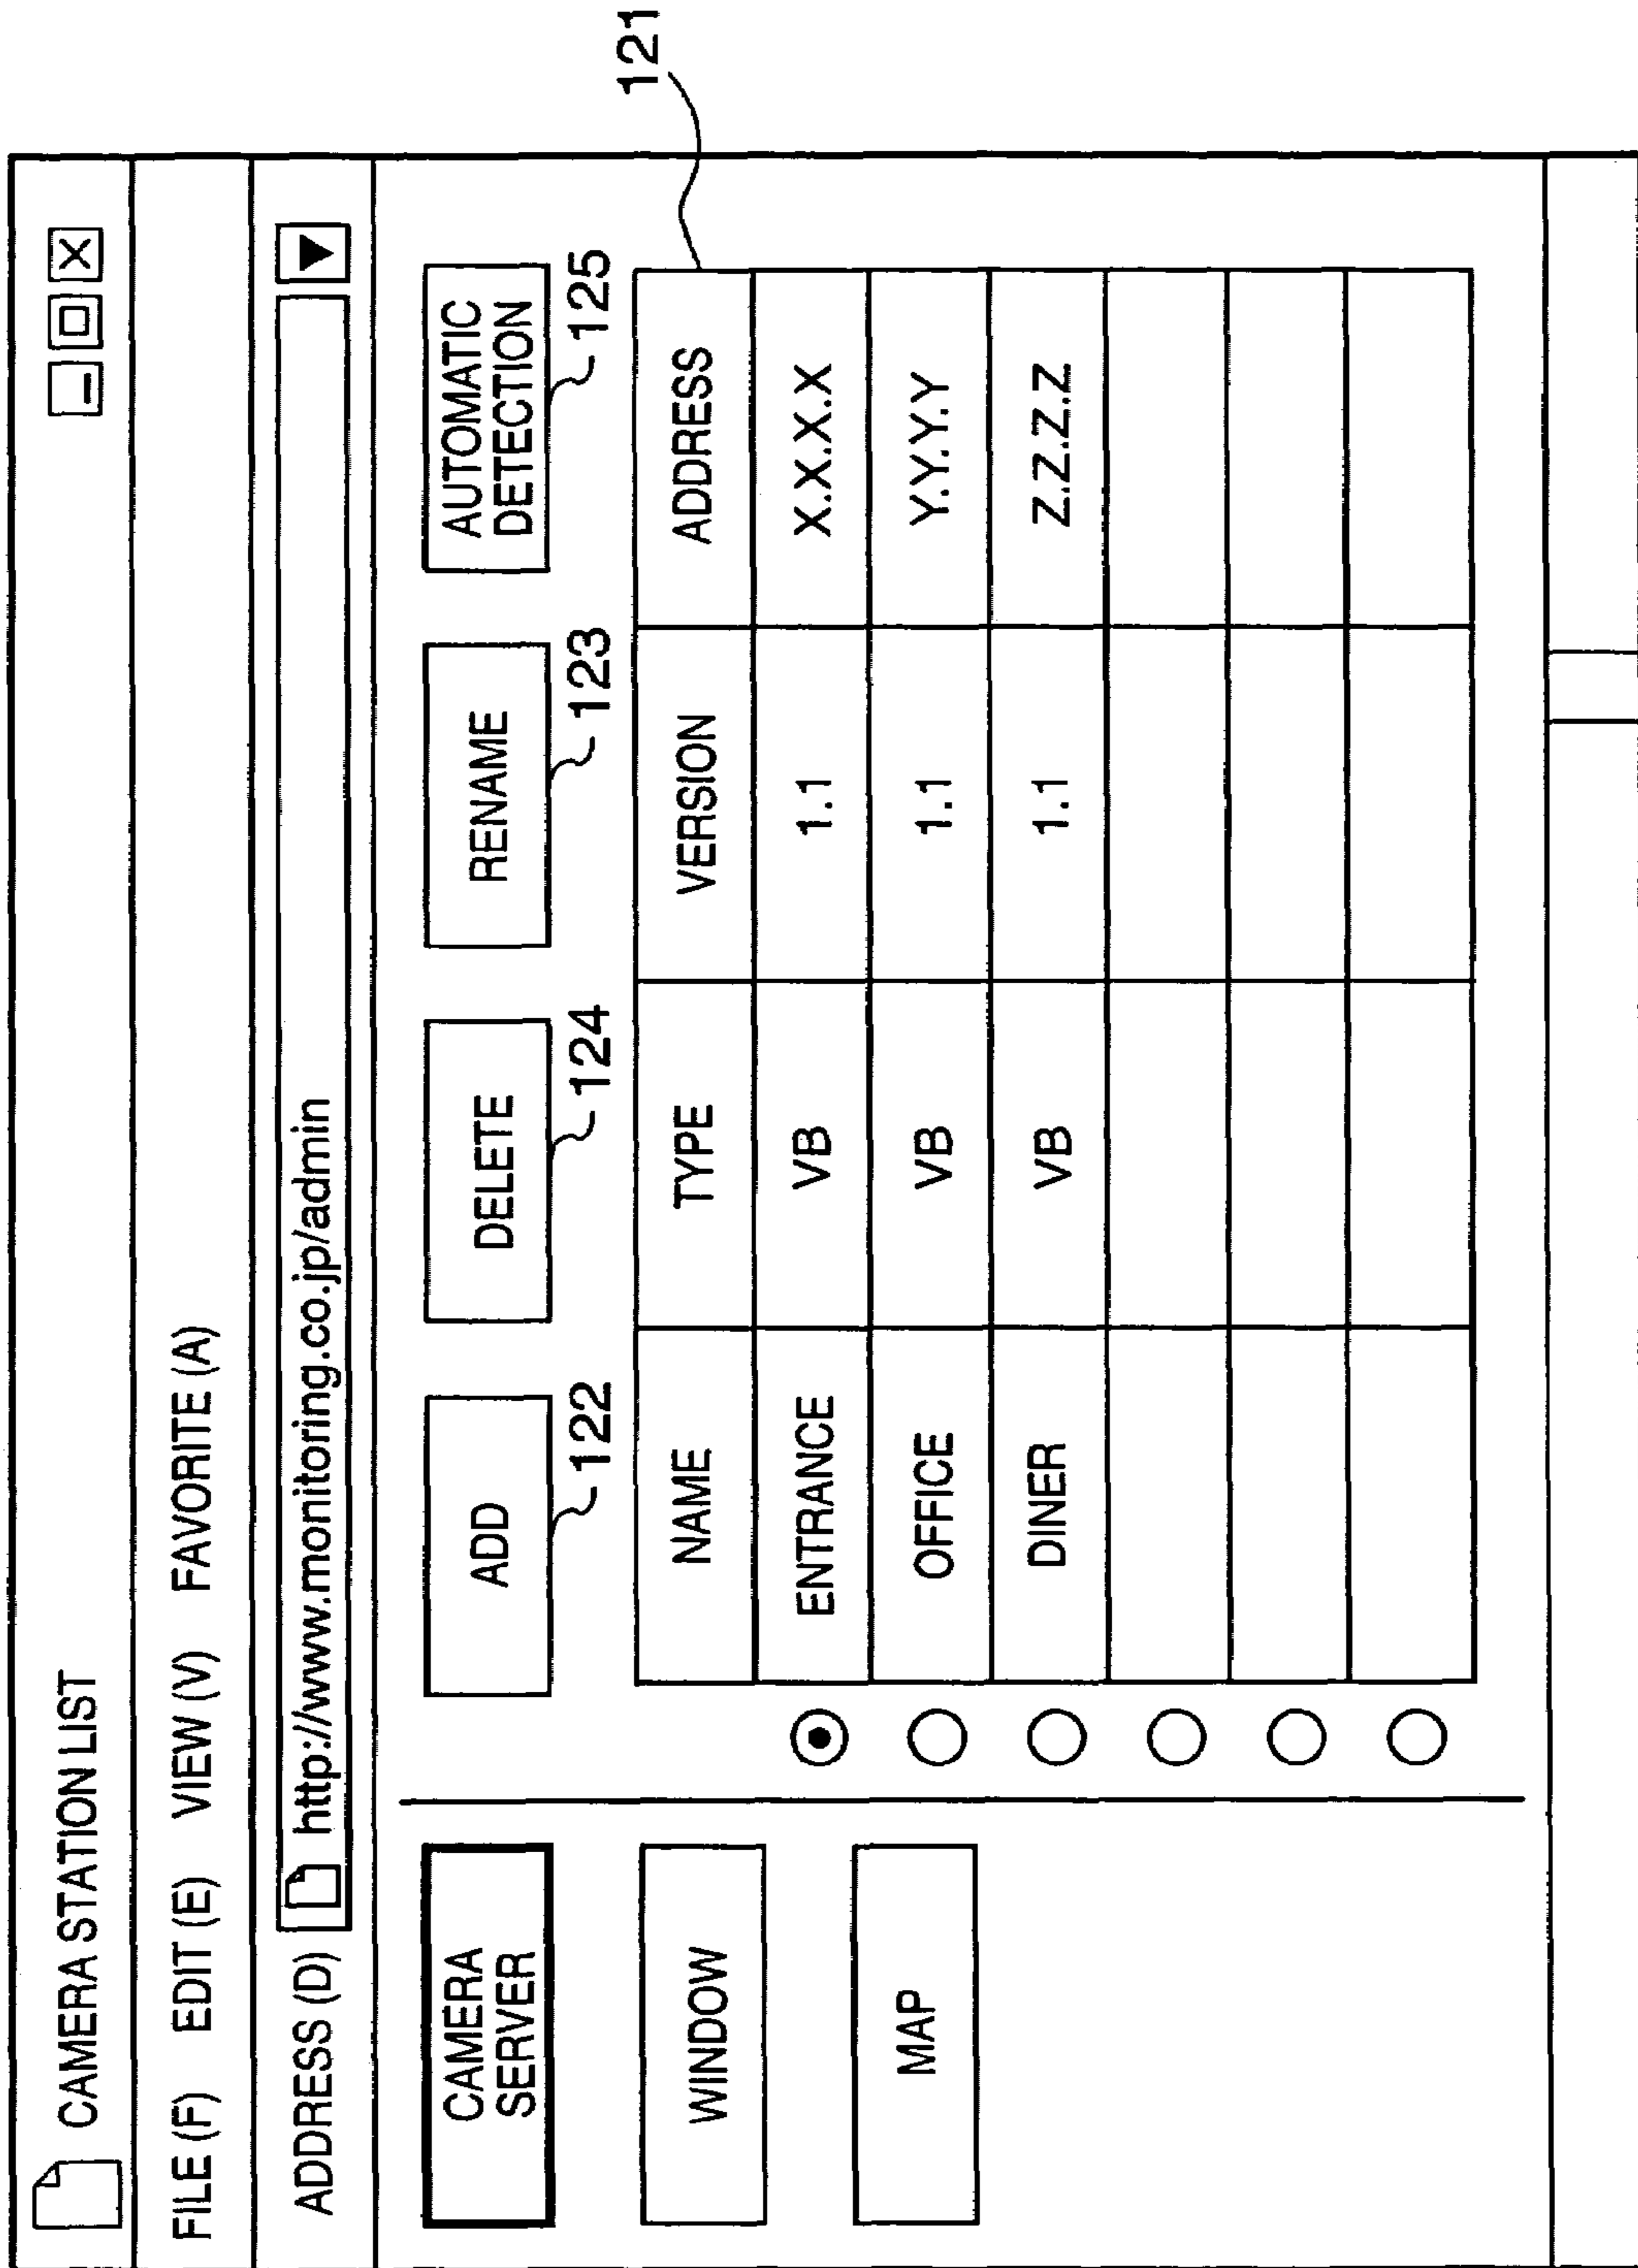 CAMERA STATION LIST
FILE (F) EDIT (E) VIEW (V) FAVORITE (A)
ADDRESS (D) http://www.monitoring.co.jp/admin
CAMERA
SERVER
WINDOW
MAP
ADD
122
DELETE
124
RENAME
123
AUTOMATIC
DETECTION
125
121
NAME TYPE VERSION ADDRESS
ENTRANCE VB 1.1 X.X.X.X
OFFICE VB 1.1 Y.Y.Y.Y
DINER VB 1.1 Z.Z.Z.Z